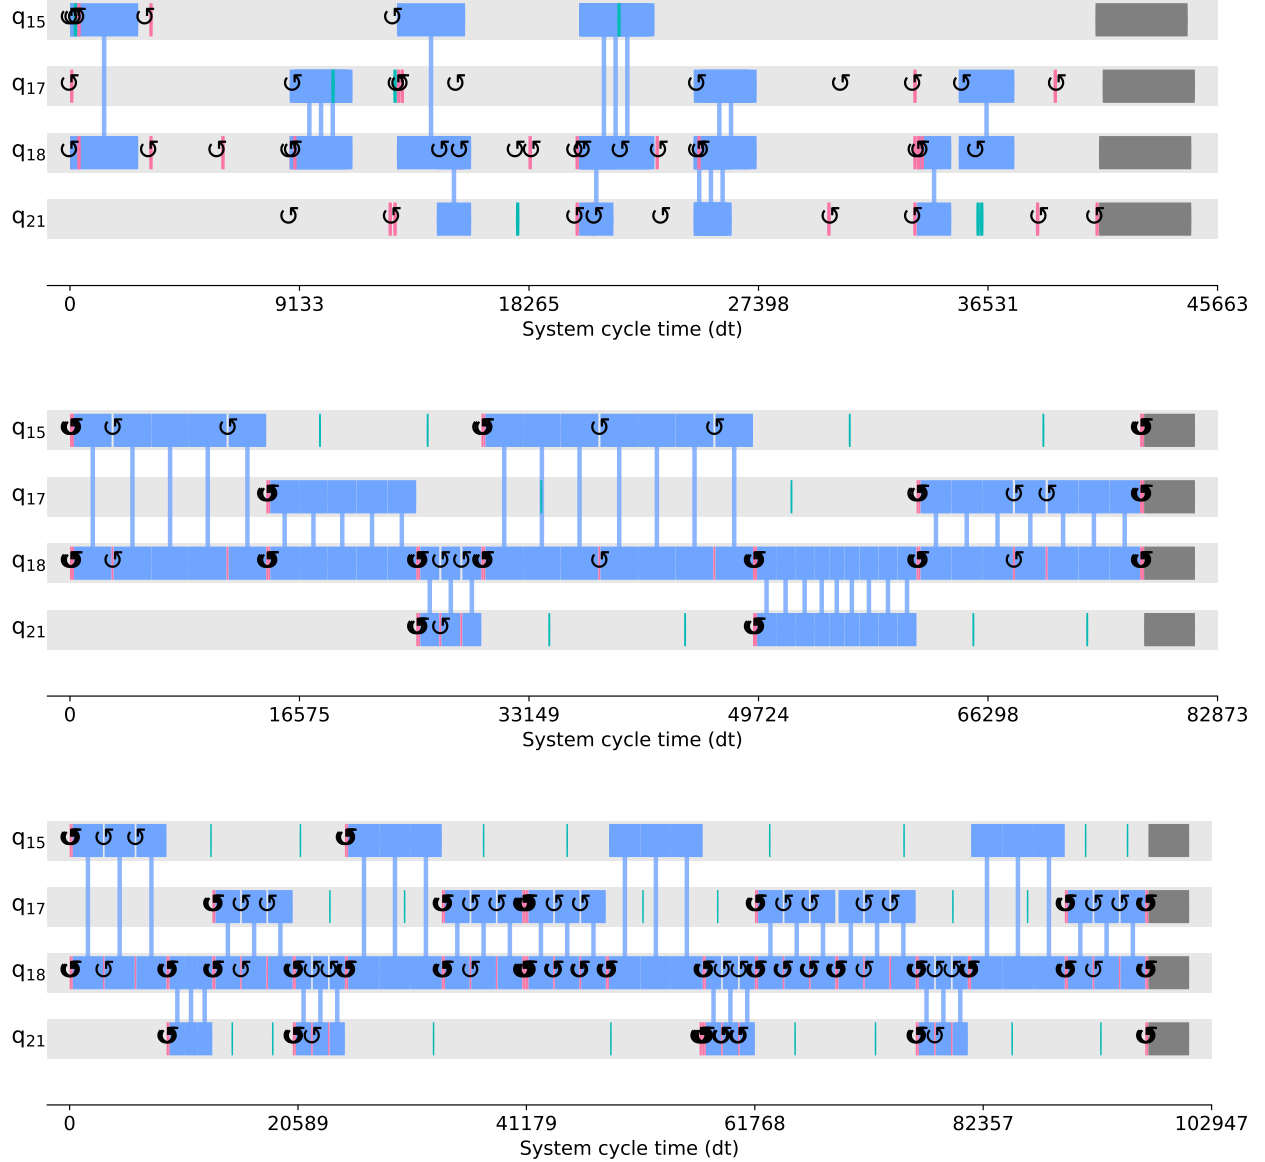 q15
q17
q18
q21
0 9133 18265 27398 36531 45663
System cycle time (dt)
q15
q17
q18
q21
0 16575 33149 49724 66298 82873
System cycle time (dt)
q15
q17
q18
q21
0 20589 41179 61768 82357 102947
System cycle time (dt)